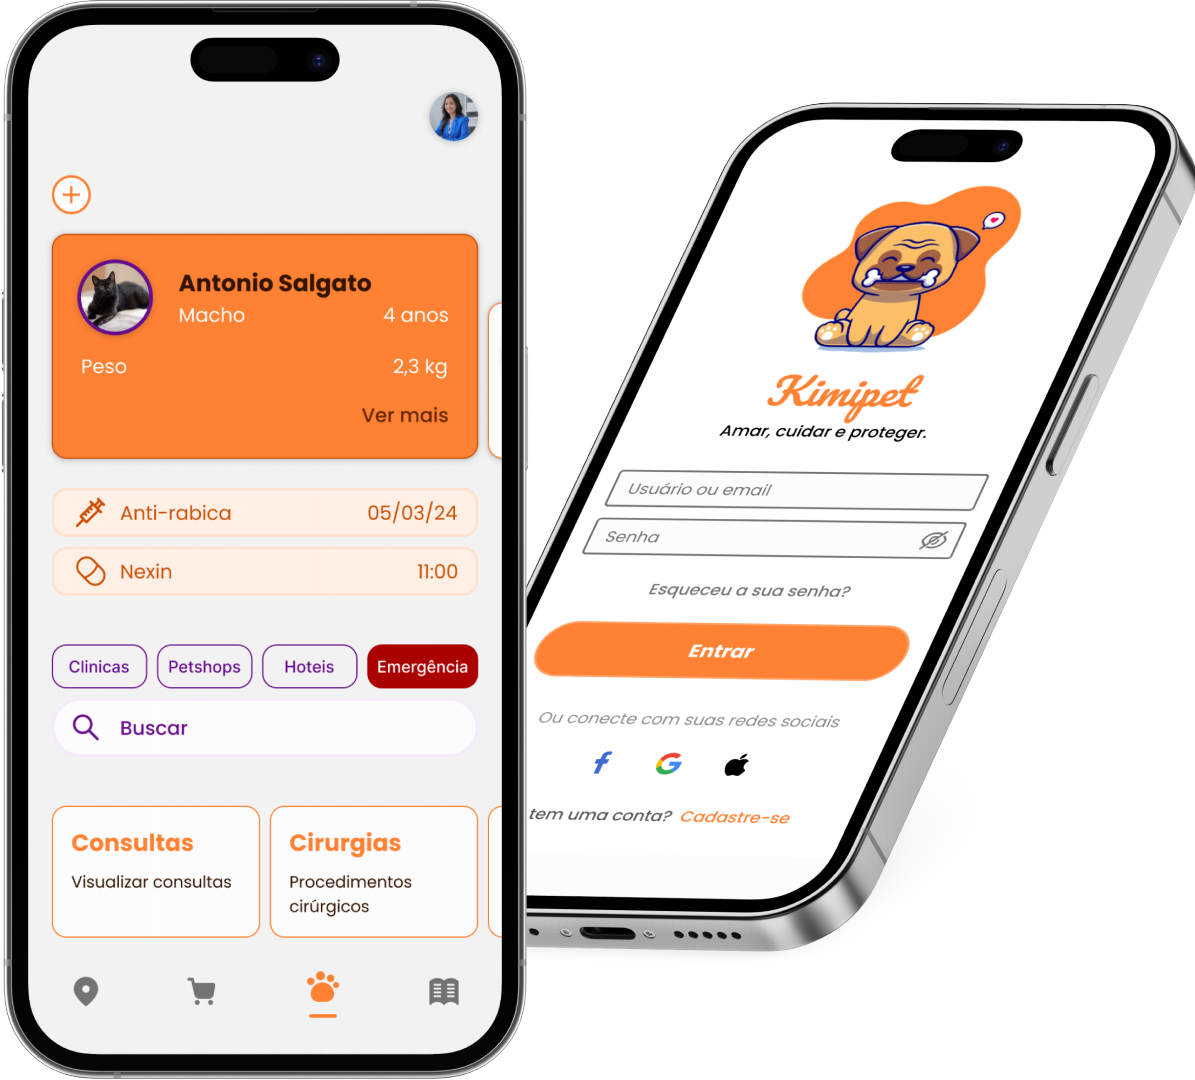 Antonio Salgato
Macho 4 anos
Peso 2,3 kg
Ver mais
Anti-rabica 05/03/24
Nexin 11:00
Clinicas Petshops Hoteis Emergência
Buscar
Consultas
Visualizar consultas
Cirurgias
Procedimentos
cirúrgicos
Kimipet
Amar, cuidar e proteger.
Usuário ou email
Senha
Esqueceu a sua senha?
Entrar
Ou conecte com suas redes sociais
tem uma conta? Cadastre-se